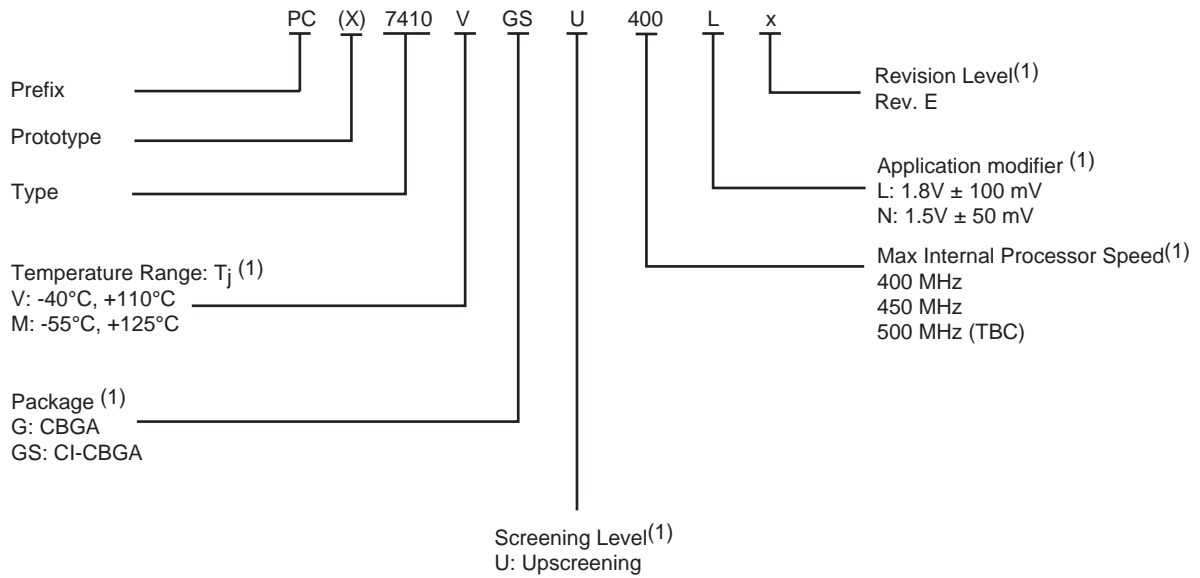 PC (X) 7410 V GS U 400 L x
Prefix
Prototype
Type
Temperature Range: Tj (1)
V: -40°C, +110°C
M: -55°C, +125°C
Package (1)
G: CBGA
GS: CI-CBGA
Screening Level(1)
U: Upscreening
Revision Level(1)
Rev. E
Application modifier (1)
L: 1.8V ± 100 mV
N: 1.5V ± 50 mV
Max Internal Processor Speed(1)
400 MHz
450 MHz
500 MHz (TBC)